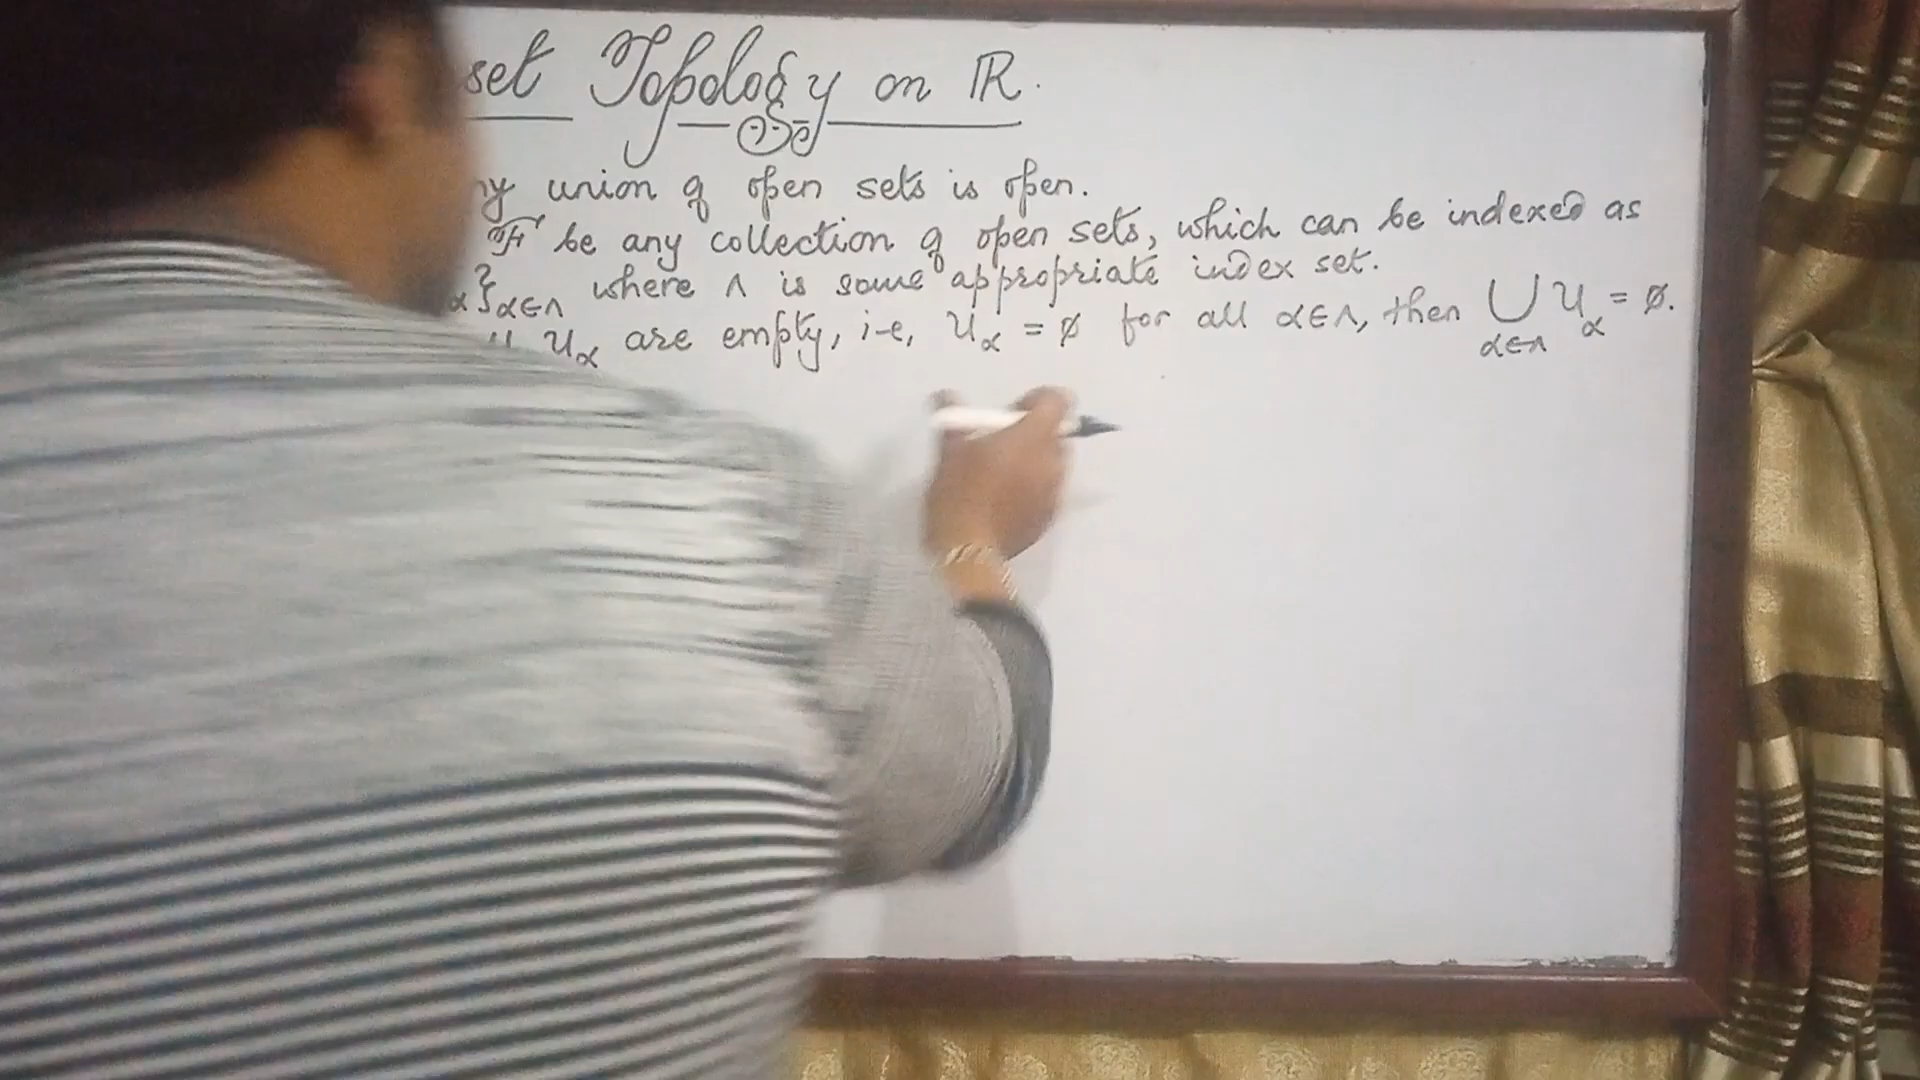 set Topology on ℝ.
union of open sets is open.
be any collection of open sets, which can be indexed as
}α∈Λ where Λ is some appropriate index set.
Uα are empty, i.e, Uα = ∅ for all α∈Λ, then ⋃α∈Λ Uα = ∅.